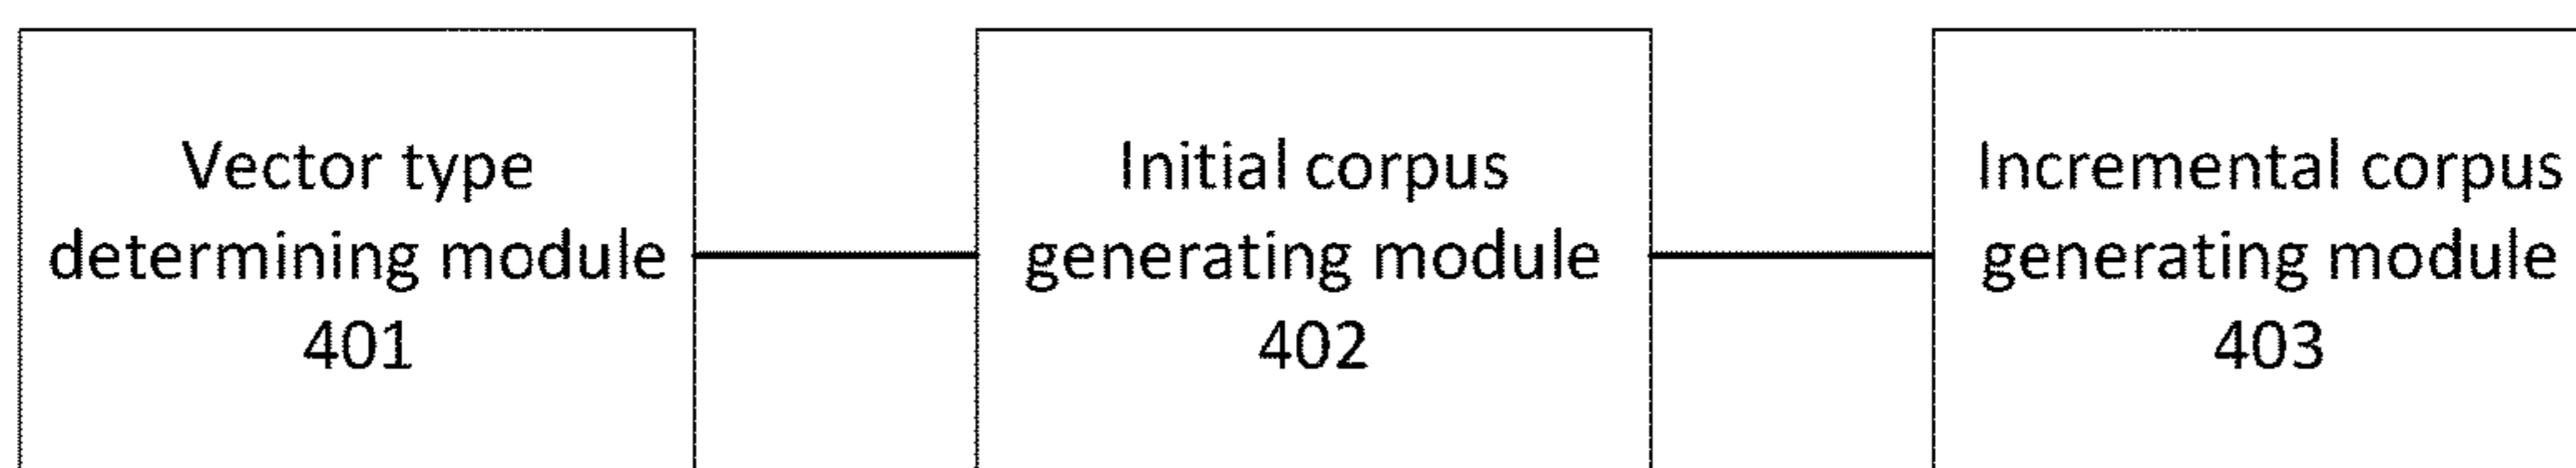 Vector type
determining module
401
Initial corpus
generating module
402
Incremental corpus
generating module
403